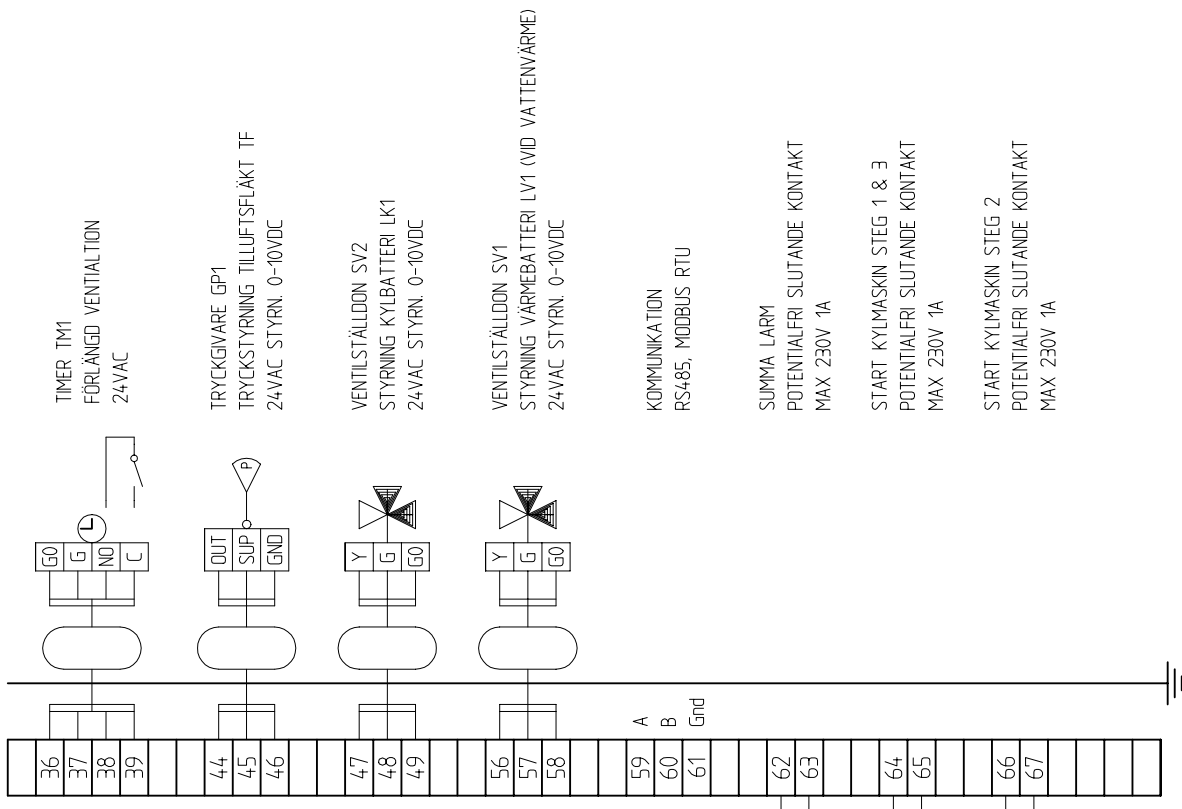 36
37
38
39
G0
G
NO
C
TIMER TM1
FÖRLÄNGD VENTIALTION
24VAC
44
45
46
OUT
SUP
GND
P
TRYCKGIVARE GP1
TRYCKSTYRNING TILLUFTSFLÄKT TF
24VAC STYRN. 0-10VDC
47
48
49
Y
G
G0
VENTILSTÄLLDON SV2
STYRNING KYLBATTERI LK1
24VAC STYRN. 0-10VDC
56
57
58
Y
G
G0
VENTILSTÄLLDON SV1
STYRNING VÄRMEBATTERI LV1 (VID VATTENVÄRME)
24VAC STYRN. 0-10VDC
59 A
60 B
61 Gnd
KOMMUNIKATION
RS485, MODBUS RTU
62
63
SUMMA LARM
POTENTIALFRI SLUTANDE KONTAKT
MAX 230V 1A
64
65
START KYLMASKIN STEG 1 & 3
POTENTIALFRI SLUTANDE KONTAKT
MAX 230V 1A
66
67
START KYLMASKIN STEG 2
POTENTIALFRI SLUTANDE KONTAKT
MAX 230V 1A